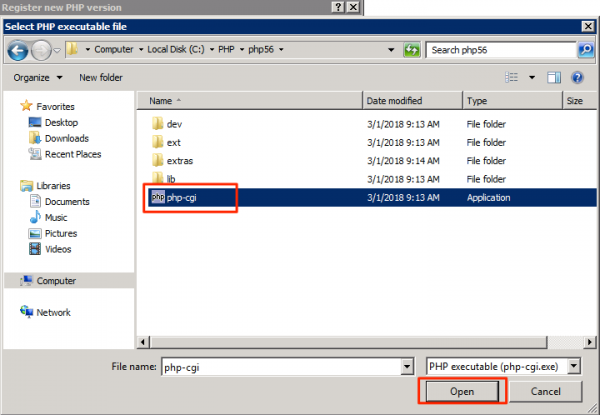 Register new PHP version
Select PHP executable file
Computer Local Disk (C:) PHP php56
Search php56
Organize New folder
Name Date modified Type Size
Favorites
Desktop
Downloads
Recent Places
Libraries
Documents
Music
Pictures
Videos
Computer
Network
dev 3/1/2018 9:13 AM File folder
ext 3/1/2018 9:13 AM File folder
extras 3/1/2018 9:14 AM File folder
lib 3/1/2018 9:13 AM File folder
php php-cgi 3/1/2018 9:13 AM Application
File name: php-cgi PHP executable (php-cgi.exe)
Open Cancel